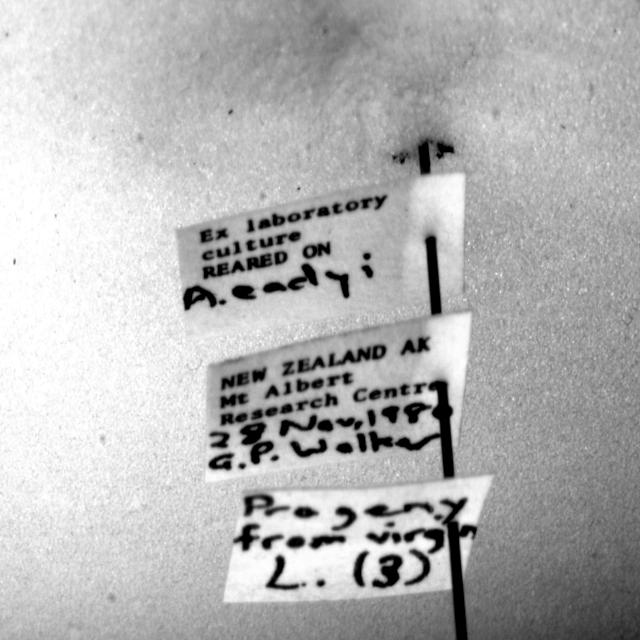 Ex laboratory
culture
REARED ON
A. eadyi
NEW ZEALAND AK
Mt Albert
Research Centre
28 Nov, 198
G.P. Walker
Progeny
from virgin
L. (3)